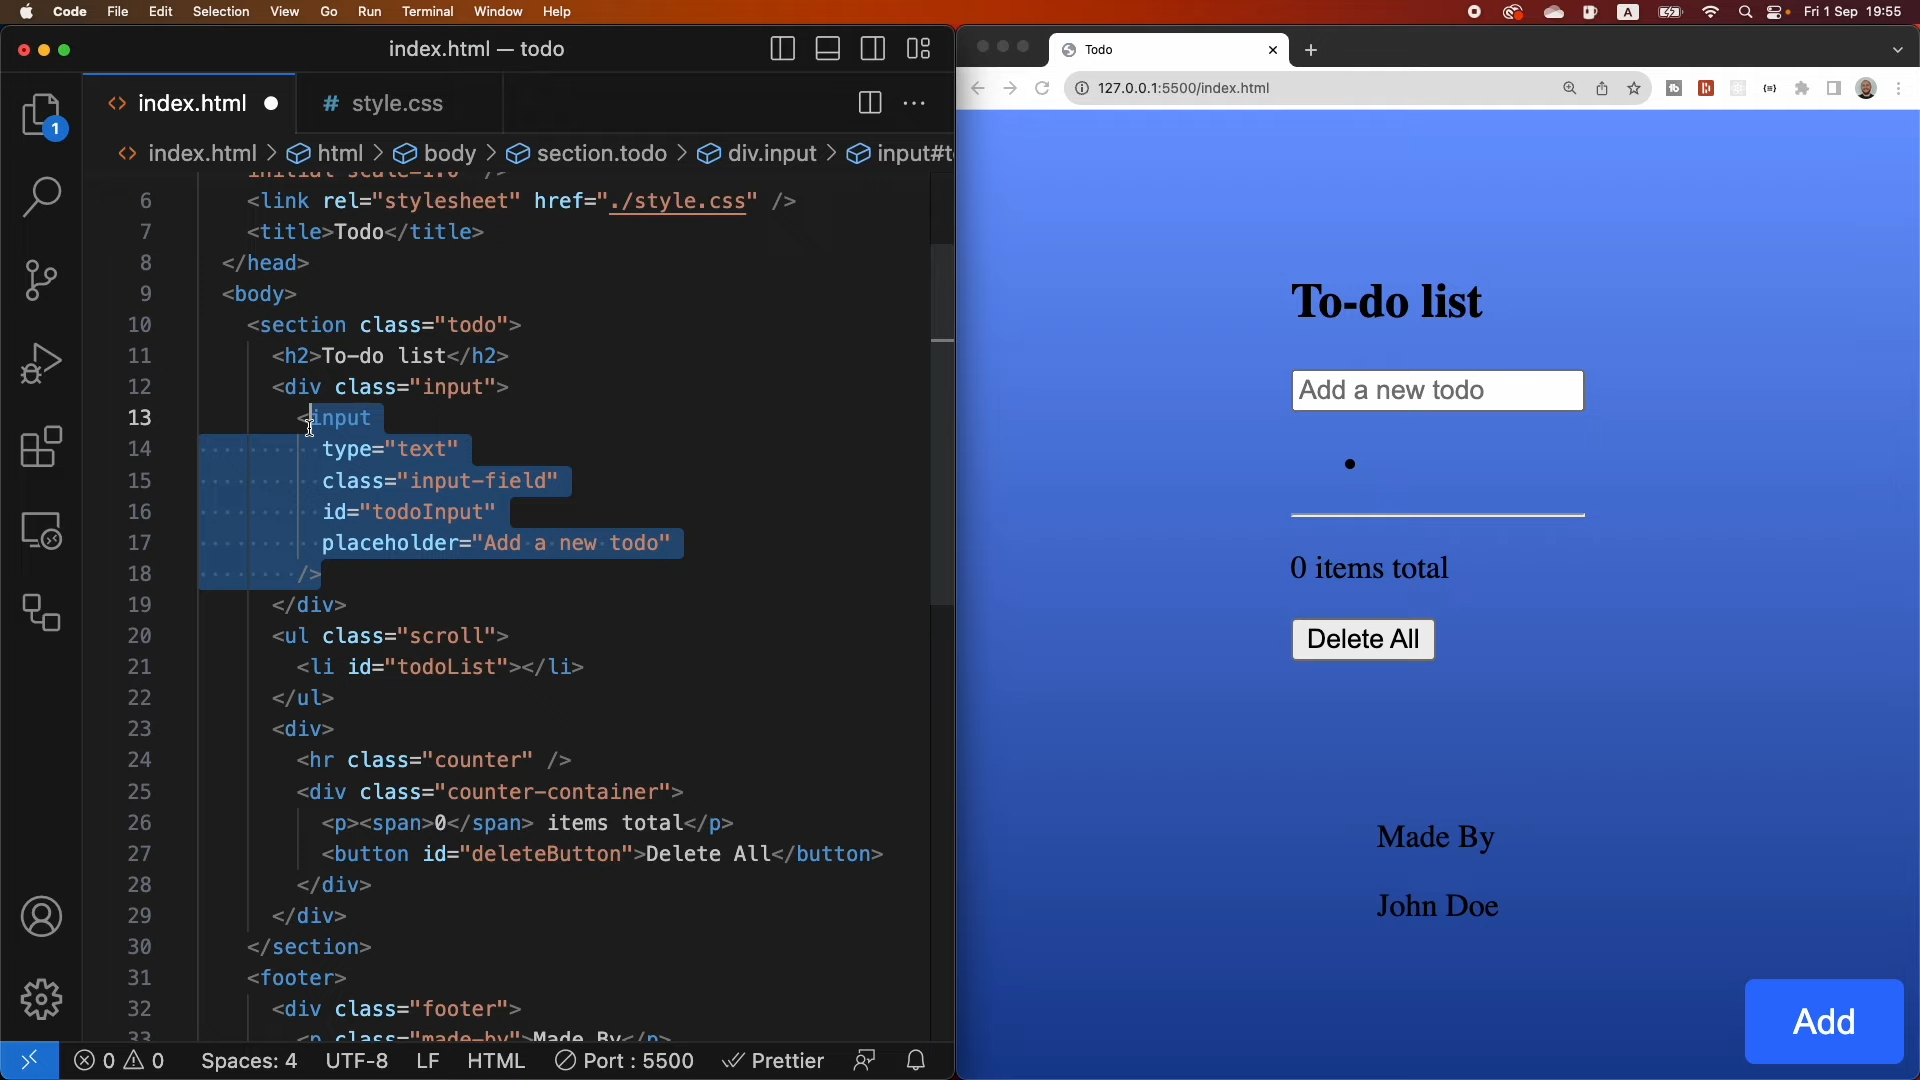 Code File Edit Selection View Go Run Terminal Window Help
A Fri 1 Sep 19:55
index.html — todo
<> index.html
# style.css
<> index.html > html > body > section.todo > div.input > input#t
1
6 <link rel="stylesheet" href="./style.css" />
7 <title>Todo</title>
8 </head>
9 <body>
10 <section class="todo">
11 <h2>To-do list</h2>
12 <div class="input">
13 <input
14 type="text"
15 class="input-field"
16 id="todoInput"
17 placeholder="Add a new todo"
18 />
19 </div>
20 <ul class="scroll">
21 <li id="todoList"></li>
22 </ul>
23 <div>
24 <hr class="counter" />
25 <div class="counter-container">
26 <p><span>0</span> items total</p>
27 <button id="deleteButton">Delete All</button>
28 </div>
29 </div>
30 </section>
31 <footer>
32 <div class="footer">
33 <p class="made-by">Made By</p>
0 0 Spaces: 4 UTF-8 LF HTML Port : 5500 Prettier
Todo
127.0.0.1:5500/index.html
To-do list
Add a new todo
0 items total
Delete All
Made By
John Doe
Add